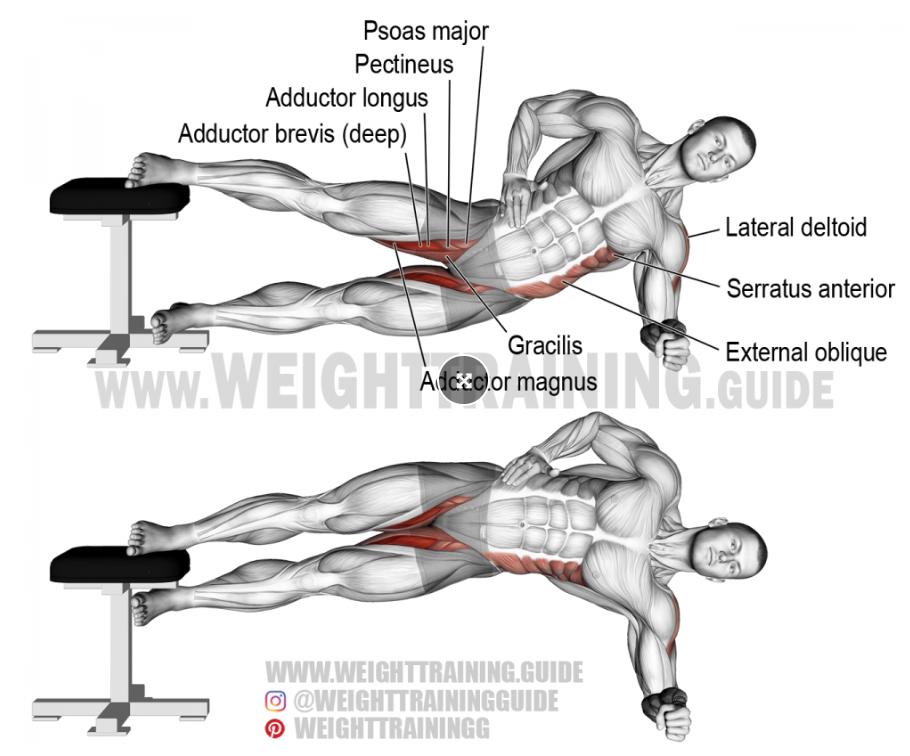 Psoas major
Pectineus
Adductor longus
Adductor brevis (deep)
Lateral deltoid
Serratus anterior
Gracilis
External oblique
Adductor magnus
WWW.WEIGHTTRAINING.GUIDE
WWW.WEIGHTTRAINING.GUIDE
@WEIGHTTRAININGGUIDE
WEIGHTTRAININGG